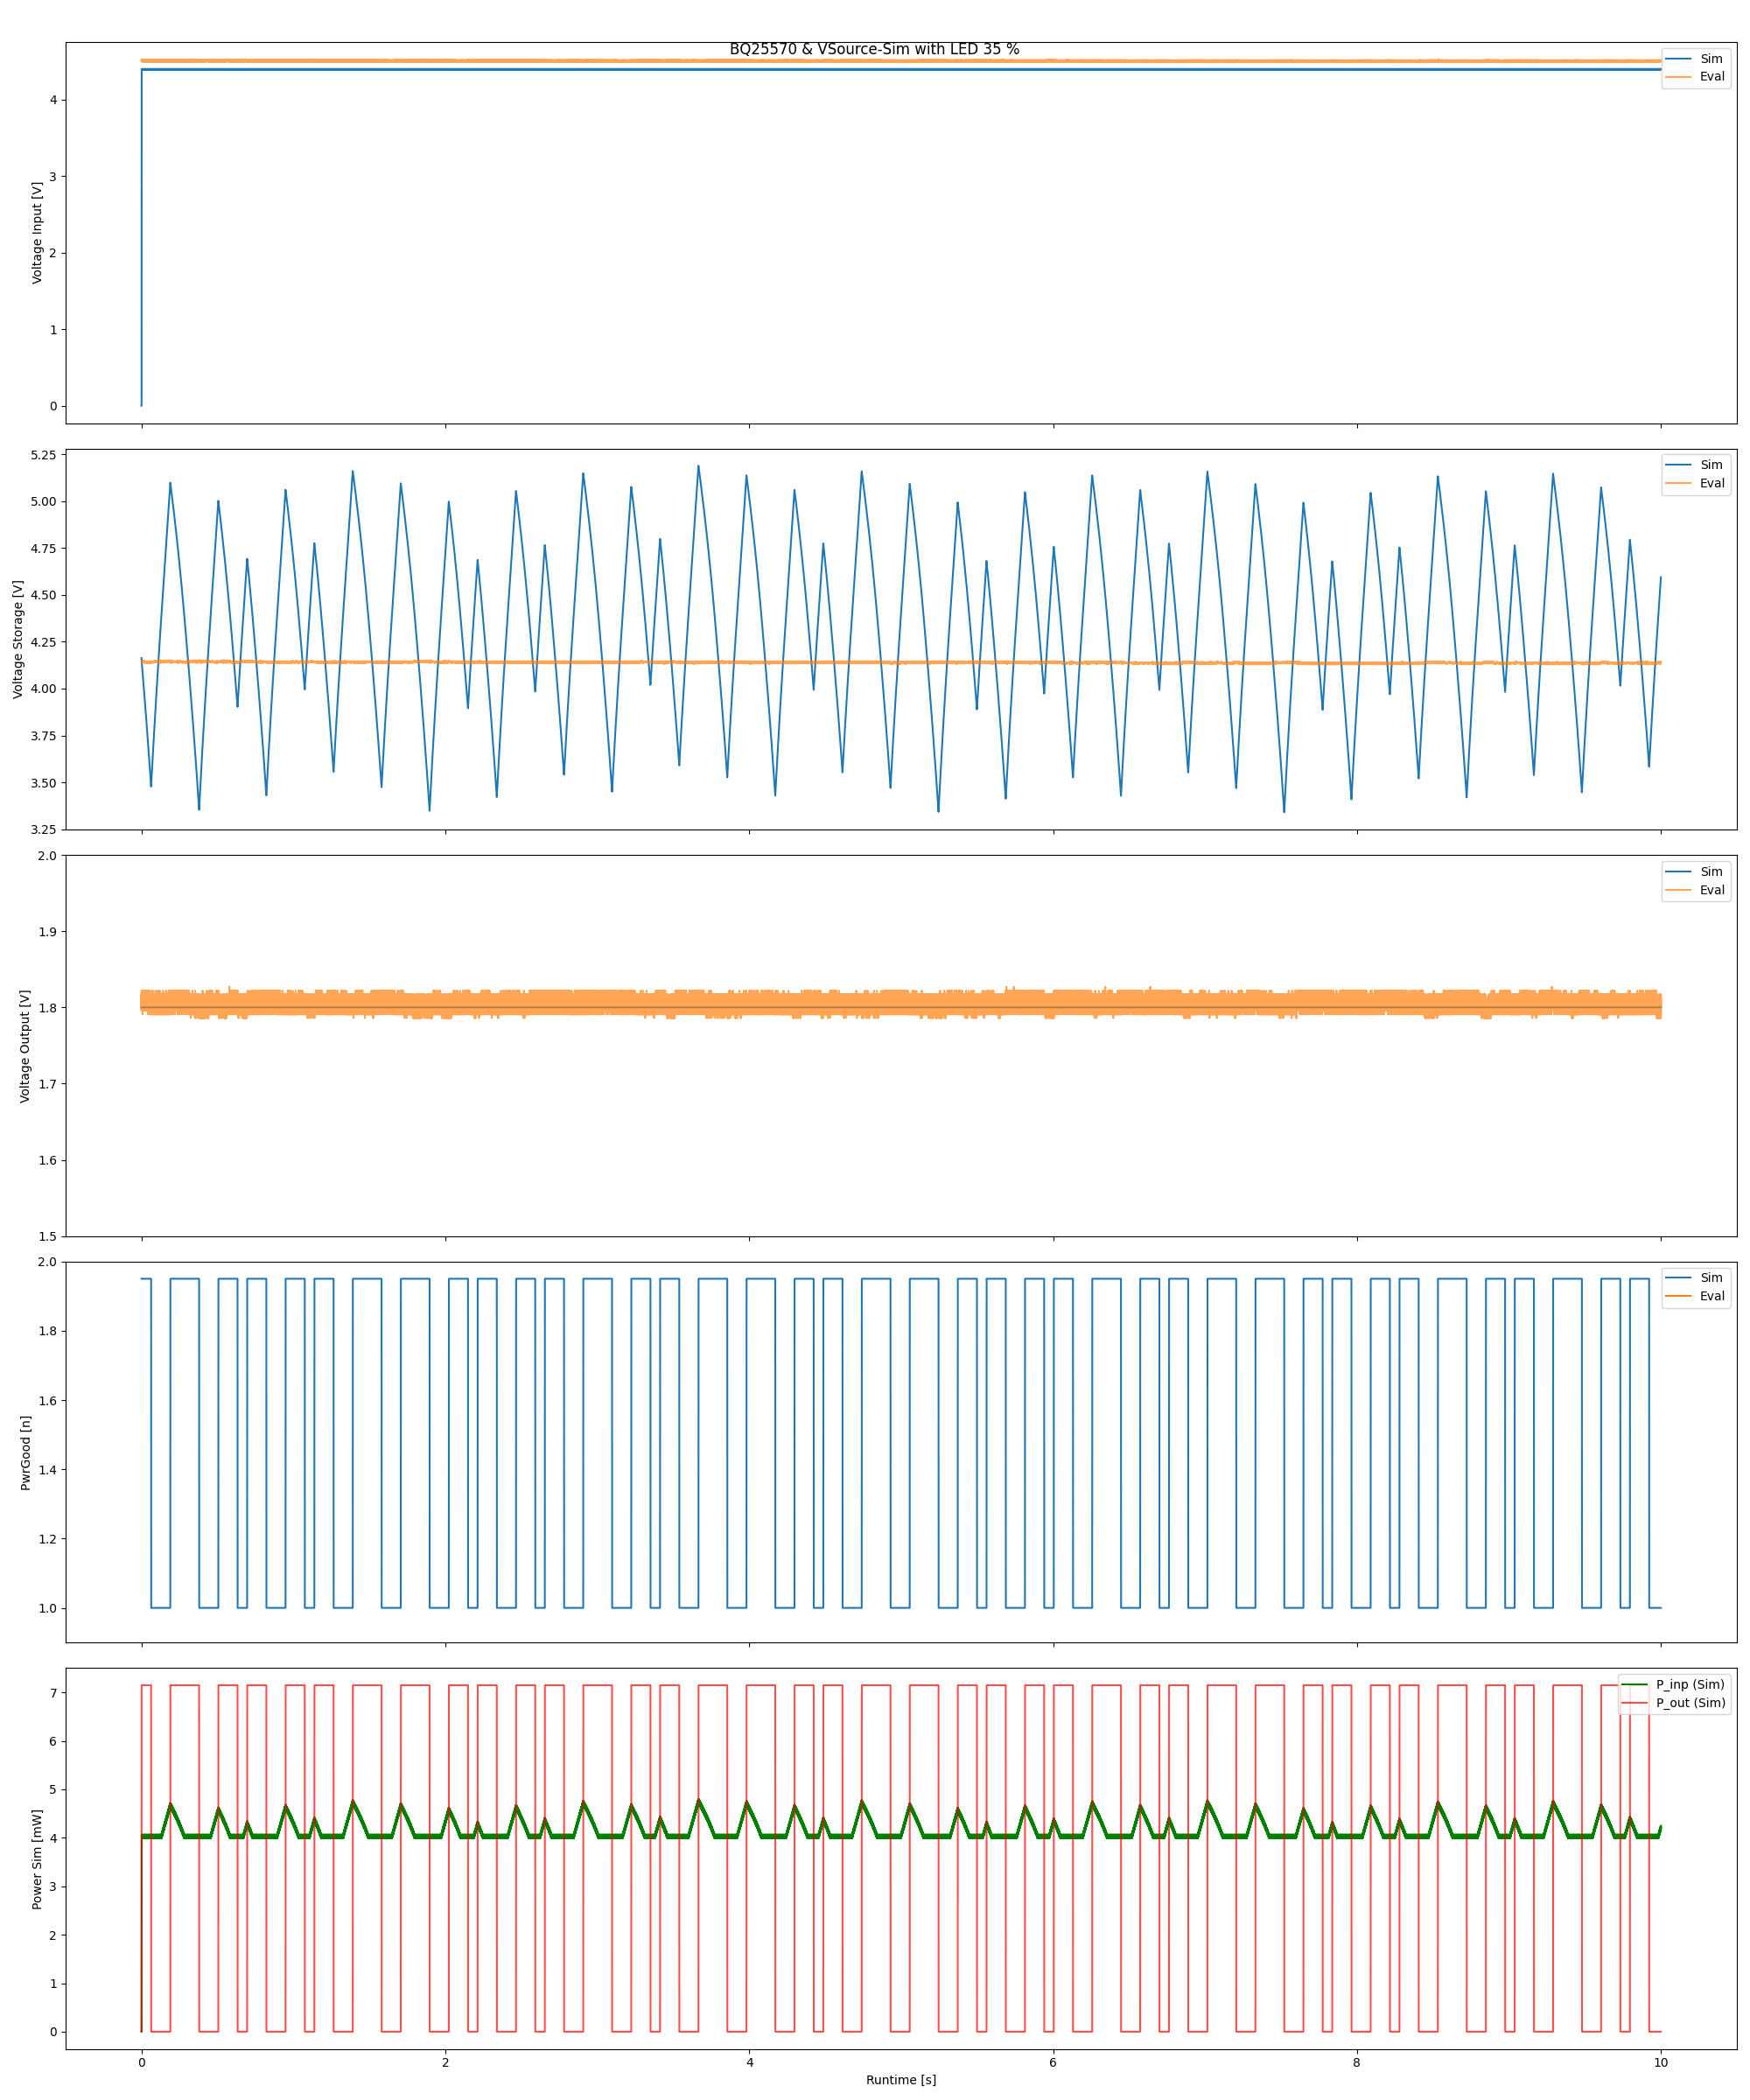 BQ25570 & VSource-Sim with LED 35 %
Voltage Input [V]
4
3
2
1
0
Sim
Eval
Voltage Storage [V]
5.25
5.00
4.75
4.50
4.25
4.00
3.75
3.50
3.25
Sim
Eval
Voltage Output [V]
2.0
1.9
1.8
1.7
1.6
1.5
Sim
Eval
PwrGood [n]
2.0
1.8
1.6
1.4
1.2
1.0
Sim
Eval
Power Sim [mW]
7
6
5
4
3
2
1
0
P_inp (Sim)
P_out (Sim)
0 2 4 6 8 10
Runtime [s]